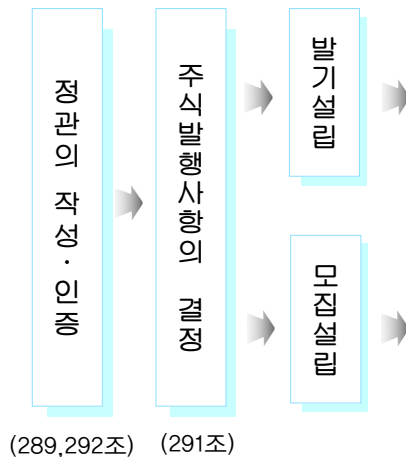 정관의 작성·인증
주식발행사항의 결정
발기설립
모집설립
(289,292조)
(291조)